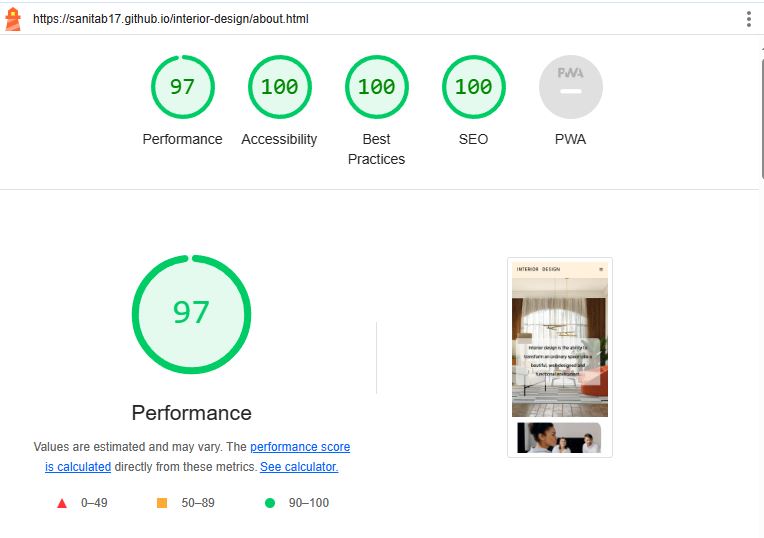 https://sanitab17.github.io/interior-design/about.html
97
100
100
100
PWA
Performance
Accessibility
Best
Practices
SEO
PWA
97
Performance
Values are estimated and may vary. The performance score
is calculated directly from these metrics. See calculator.
0–49
50–89
90–100
INTERIOR DESIGN
Interior design is the ability to
transform an ordinary space into a
beautiful, well-designed and
functional environment.